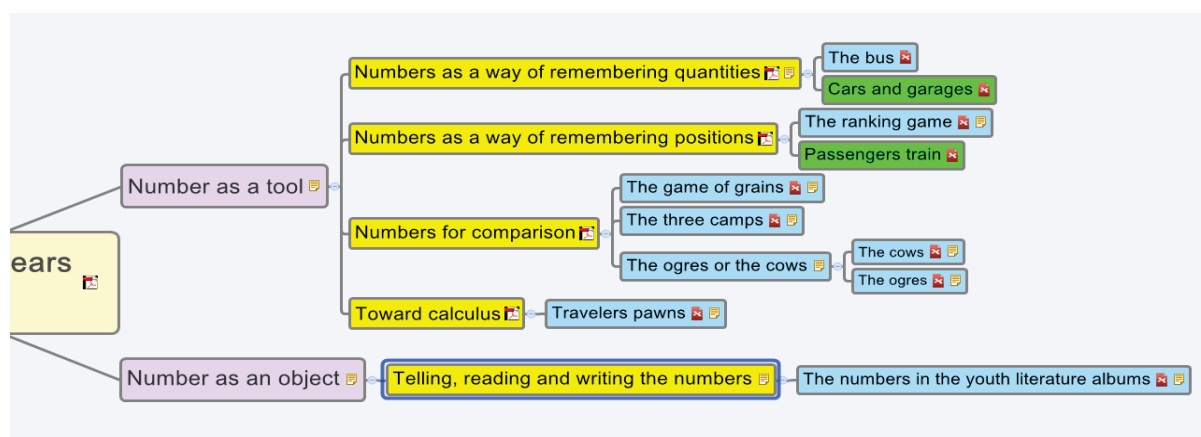 Numbers as a way of remembering quantities
The bus
Cars and garages
Numbers as a way of remembering positions
The ranking game
Passengers train
Number as a tool
The game of grains
The three camps
Numbers for comparison
The ogres or the cows
The cows
The ogres
ears
Toward calculus
Travelers pawns
Number as an object
Telling, reading and writing the numbers
The numbers in the youth literature albums